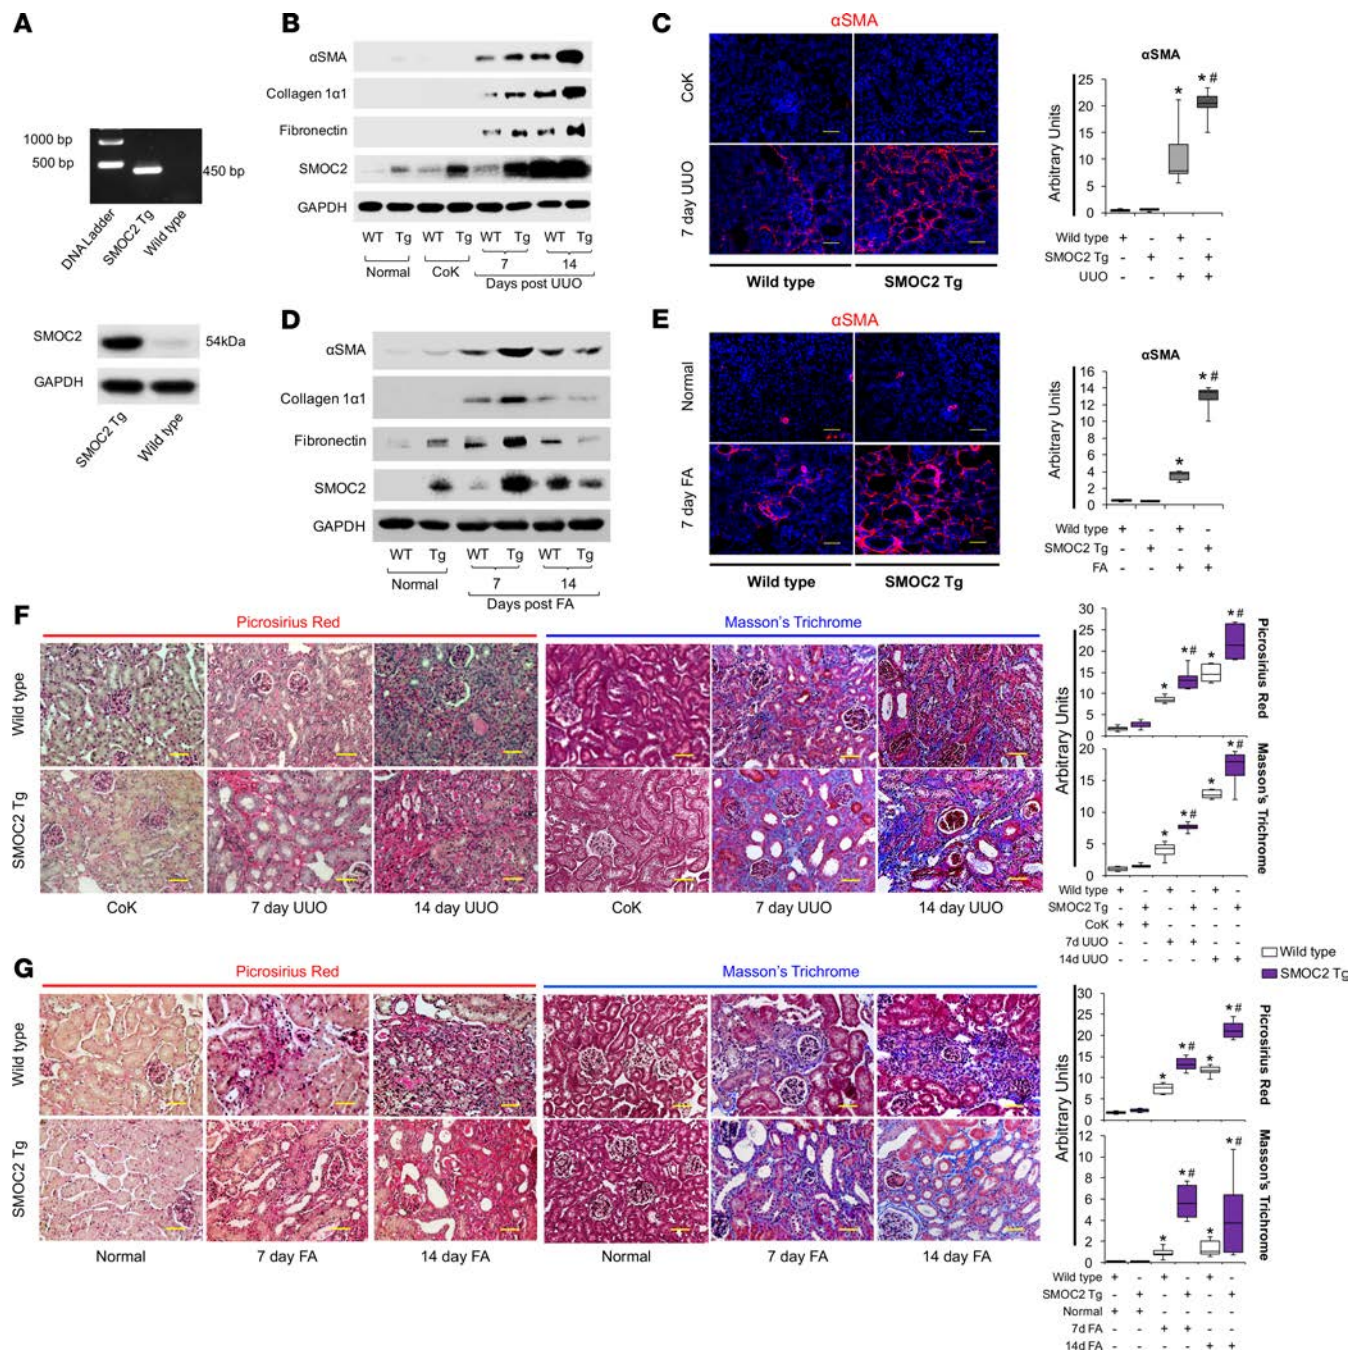 A
1000 bp
500 bp
450 bp
DNA Ladder
SMOC2 Tg
Wild type
SMOC2
54kDa
GAPDH
SMOC2 Tg
Wild type
B
αSMA
Collagen 1α1
Fibronectin
SMOC2
GAPDH
WT Tg WT Tg WT Tg WT Tg
Normal CoK 7 14
Days post UUO
C
αSMA
CoK
7 day UUO
Wild type SMOC2 Tg
αSMA
Arbitrary Units
25
20
15
10
5
0
*
* #
Wild type + - + -
SMOC2 Tg - + - +
UUO - - + +
D
αSMA
Collagen 1α1
Fibronectin
SMOC2
GAPDH
WT Tg WT Tg WT Tg
Normal 7 14
Days post FA
E
αSMA
Normal
7 day FA
Wild type SMOC2 Tg
αSMA
Arbitrary Units
16
14
12
10
8
6
4
2
0
*
* #
Wild type + - + -
SMOC2 Tg - + - +
FA - - + +
F
Picrosirius Red Masson's Trichrome
Wild type
SMOC2 Tg
CoK 7 day UUO 14 day UUO CoK 7 day UUO 14 day UUO
Arbitrary Units
30
25
20
15
10
5
0
* *# * *#
Picrosirius Red
20
15
10
5
0
* *# * *#
Masson's Trichrome
Wild type + - + - + -
SMOC2 Tg - + - + - +
CoK + + - - - -
7d UUO - - + + - -
14d UUO - - - - + +
Wild type
SMOC2 Tg
G
Picrosirius Red Masson's Trichrome
Wild type
SMOC2 Tg
Normal 7 day FA 14 day FA Normal 7 day FA 14 day FA
Arbitrary Units
30
25
20
15
10
5
0
* *# * *#
Picrosirius Red
12
10
8
6
4
2
0
* *# * *#
Masson's Trichrome
Wild type + - + - + -
SMOC2 Tg - + - + - +
Normal + + - - - -
7d FA - - + + - -
14d FA - - - - + +